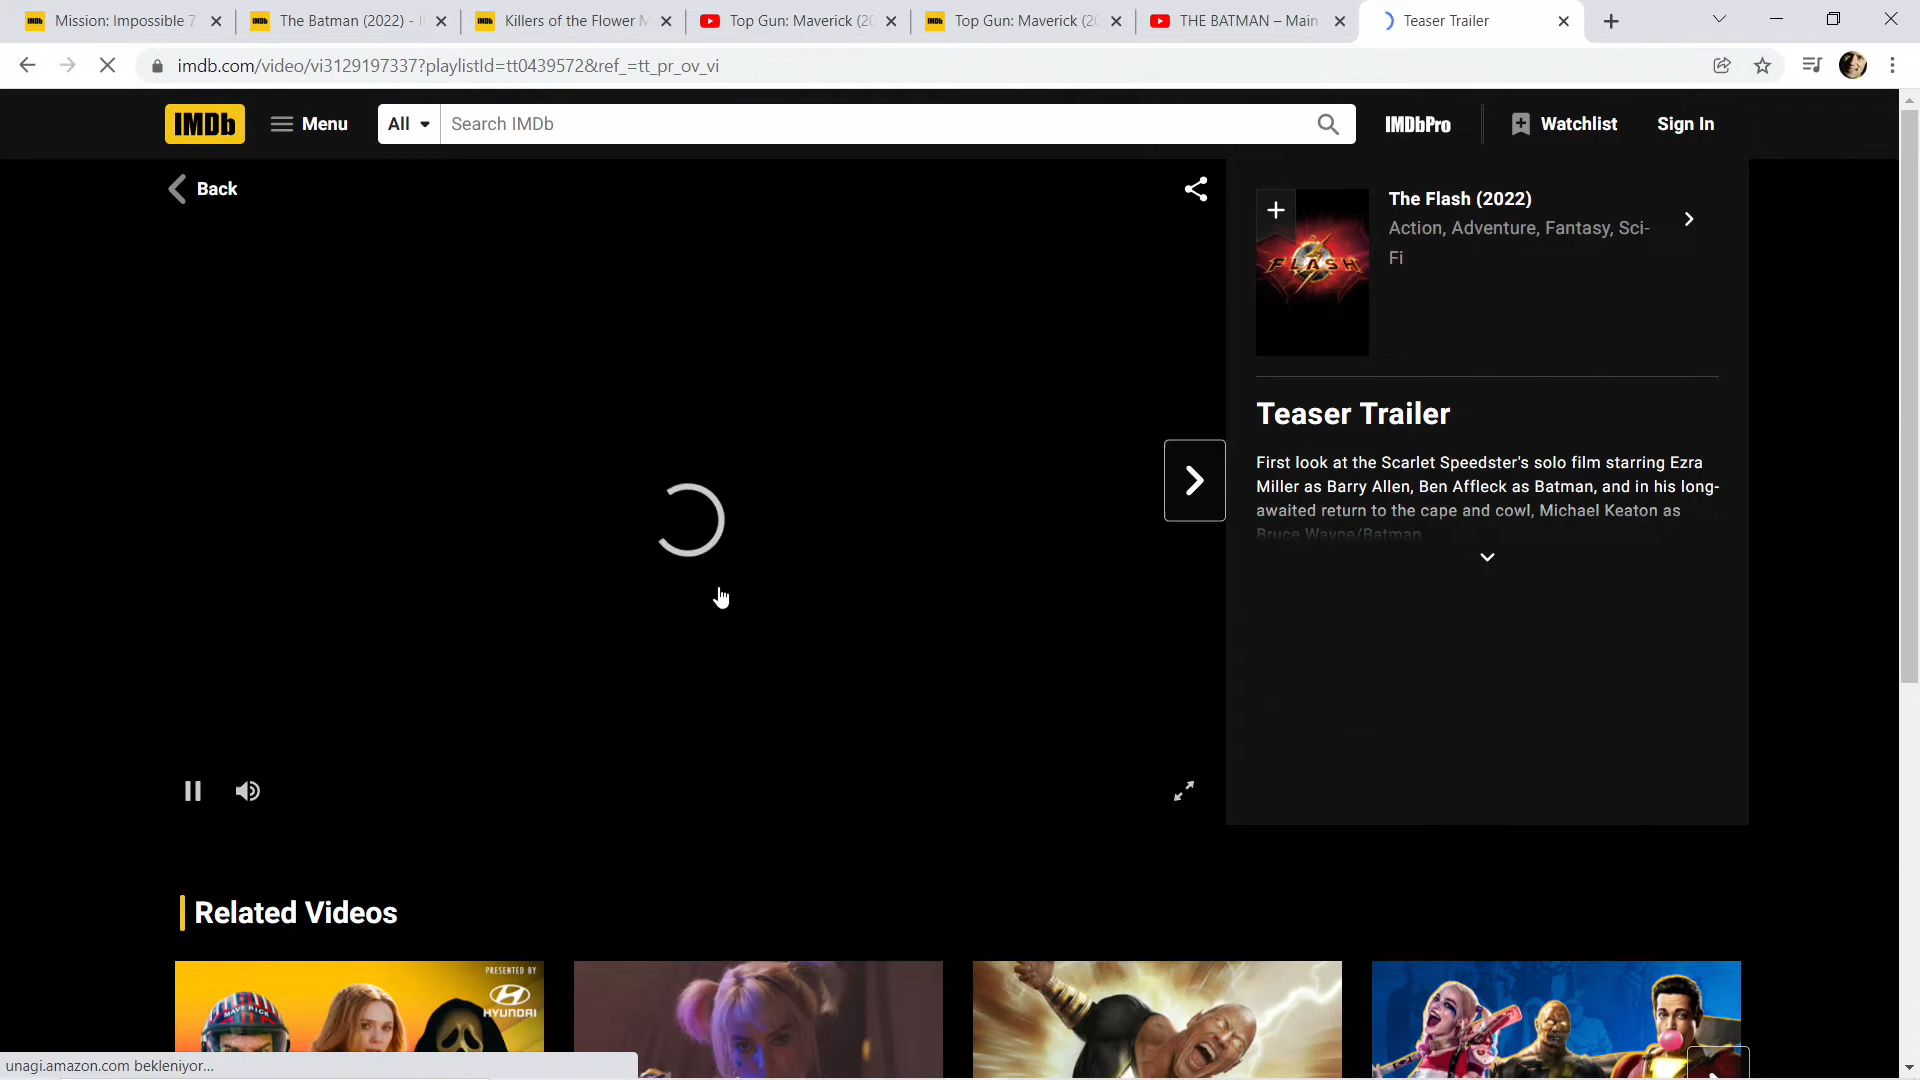 Mission: Impossible 7
The Batman (2022) - I
Killers of the Flower M
Top Gun: Maverick (20
Top Gun: Maverick (20
THE BATMAN – Main
Teaser Trailer
imdb.com/video/vi3129197337?playlistId=tt0439572&ref_=tt_pr_ov_vi
IMDb
Menu
All
Search IMDb
IMDbPro
Watchlist
Sign In
Back
FLASH
The Flash (2022)
Action, Adventure, Fantasy, Sci-
Fi
Teaser Trailer
First look at the Scarlet Speedster's solo film starring Ezra
Miller as Barry Allen, Ben Affleck as Batman, and in his long-
awaited return to the cape and cowl, Michael Keaton as
Bruce Wayne/Batman
Related Videos
PRESENTED BY
HYUNDAI
MAVERICK
unagi.amazon.com bekleniyor...